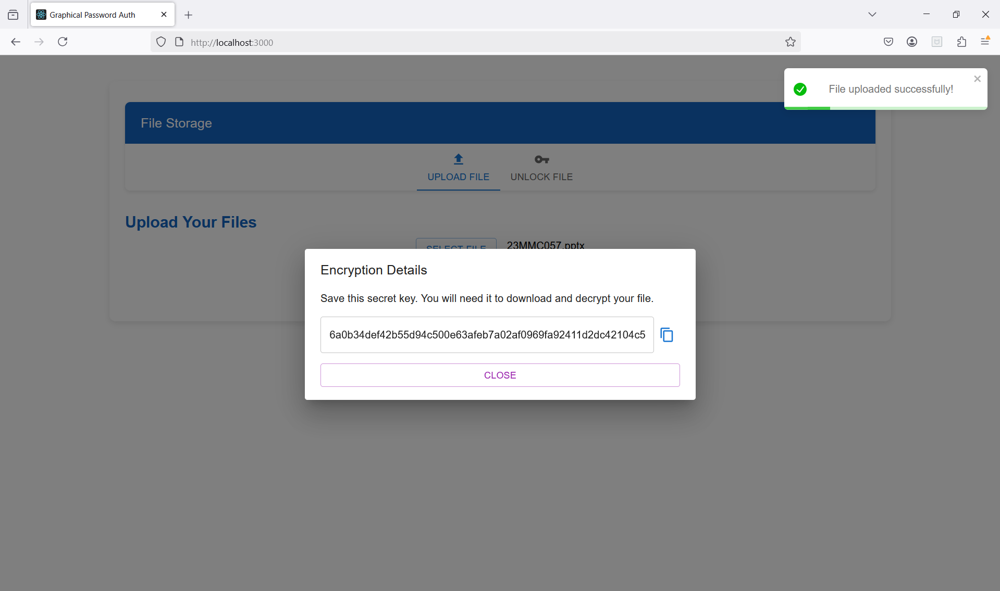 Graphical Password Auth
http://localhost:3000
File uploaded successfully!
File Storage
UPLOAD FILE
UNLOCK FILE
Upload Your Files
SELECT FILE
23MMC057.pptx
Encryption Details
Save this secret key. You will need it to download and decrypt your file.
6a0b34def42b55d94c500e63afeb7a02af0969fa92411d2dc42104c5
CLOSE